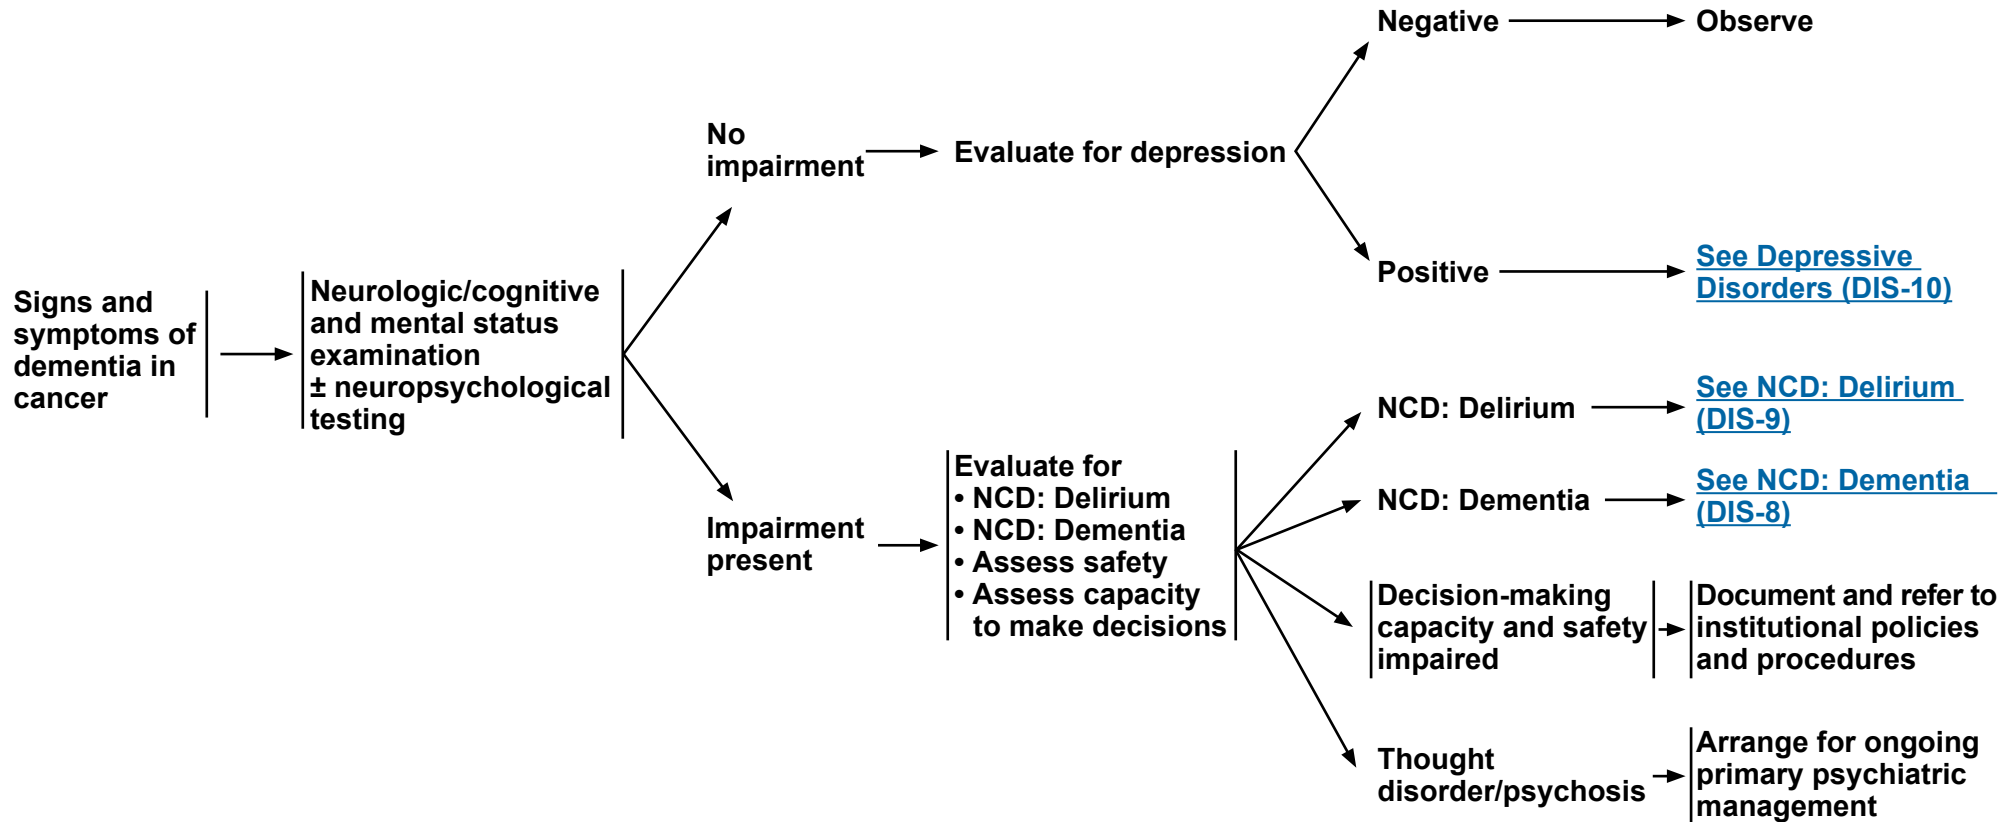 Signs and
symptoms of
dementia in
cancer
Neurologic/cognitive
and mental status
examination
± neuropsychological
testing
No
impairment
Evaluate for depression
Negative
Observe
Positive
See Depressive
Disorders (DIS-10)
Impairment
present
Evaluate for
• NCD: Delirium
• NCD: Dementia
• Assess safety
• Assess capacity
to make decisions
NCD: Delirium
See NCD: Delirium
(DIS-9)
NCD: Dementia
See NCD: Dementia
(DIS-8)
Decision-making
capacity and safety
impaired
Document and refer to
institutional policies
and procedures
Thought
disorder/psychosis
Arrange for ongoing
primary psychiatric
management